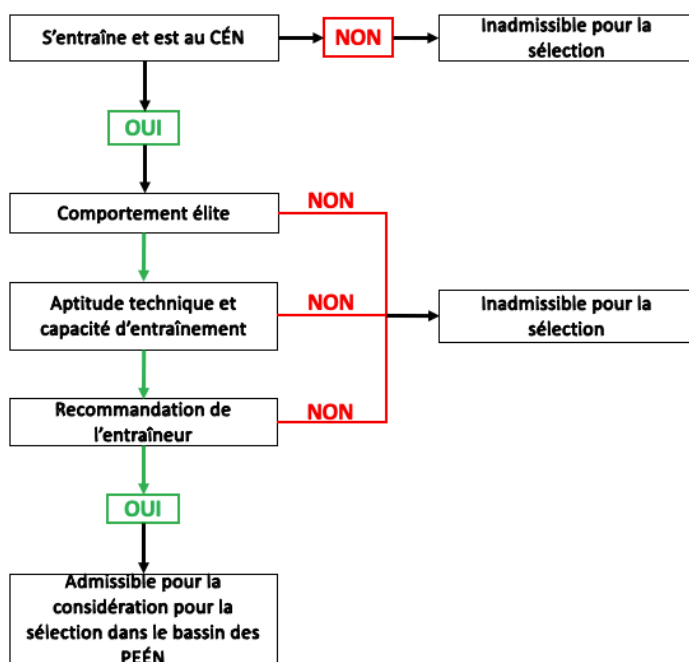 S'entraîne et est au CÉN
NON
Inadmissible pour la
sélection
OUI
Comportement élite
NON
Aptitude technique et
capacité d'entraînement
NON
Inadmissible pour la
sélection
Recommandation de
l'entraîneur
NON
OUI
Admissible pour la
considération pour la
sélection dans le bassin des
PEÉN